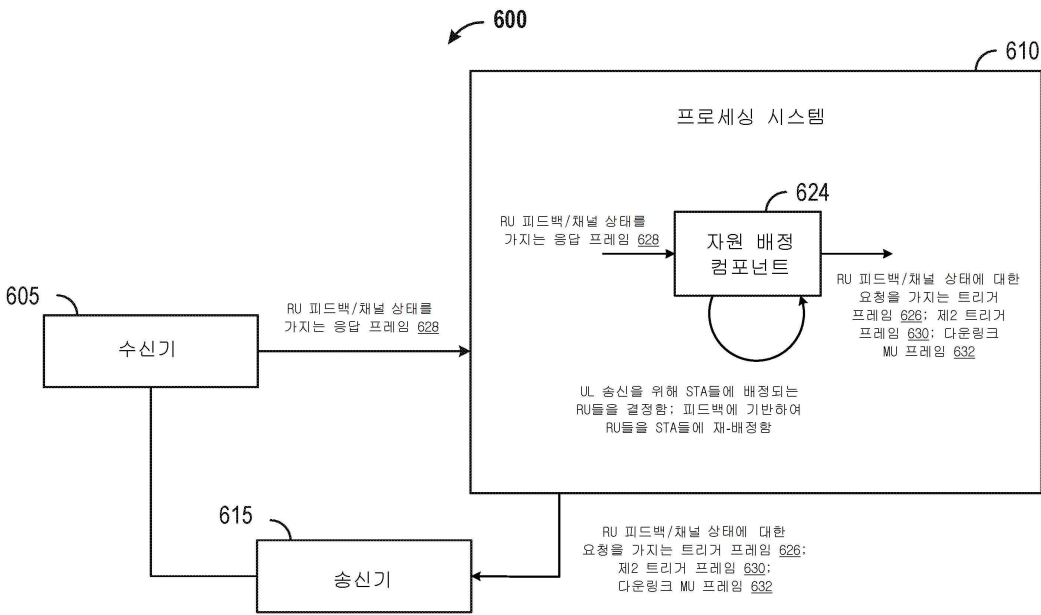 600
610
프로세싱 시스템
624
RU 피드백/채널 상태를
가지는 응답 프레임 628
자원 배정
컴포넌트
RU 피드백/채널 상태에 대한
요청을 가지는 트리거
프레임 626; 제2 트리거
프레임 630; 다운링크
MU 프레임 632
605
수신기
RU 피드백/채널 상태를
가지는 응답 프레임 628
UL 송신을 위해 STA들에 배정되는
RU들을 결정함; 피드백에 기반하여
RU들을 STA들에 재-배정함
615
송신기
RU 피드백/채널 상태에 대한
요청을 가지는 트리거 프레임 626;
제2 트리거 프레임 630;
다운링크 MU 프레임 632